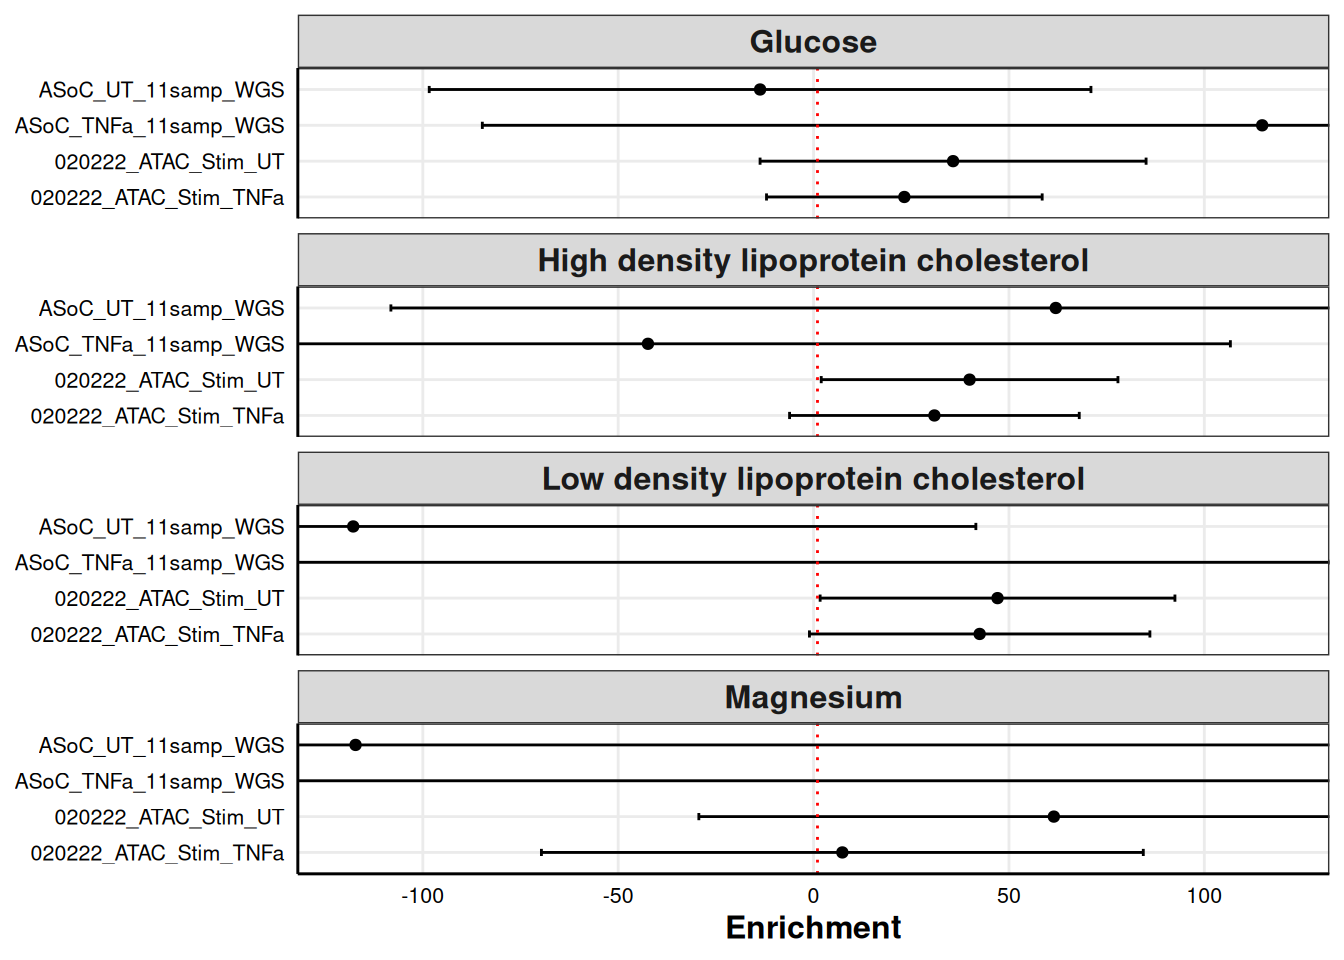 Glucose
ASoC_UT_11samp_WGS
ASoC_TNFa_11samp_WGS
020222_ATAC_Stim_UT
020222_ATAC_Stim_TNFa
High density lipoprotein cholesterol
ASoC_UT_11samp_WGS
ASoC_TNFa_11samp_WGS
020222_ATAC_Stim_UT
020222_ATAC_Stim_TNFa
Low density lipoprotein cholesterol
ASoC_UT_11samp_WGS
ASoC_TNFa_11samp_WGS
020222_ATAC_Stim_UT
020222_ATAC_Stim_TNFa
Magnesium
ASoC_UT_11samp_WGS
ASoC_TNFa_11samp_WGS
020222_ATAC_Stim_UT
020222_ATAC_Stim_TNFa
-100 -50 0 50 100
Enrichment